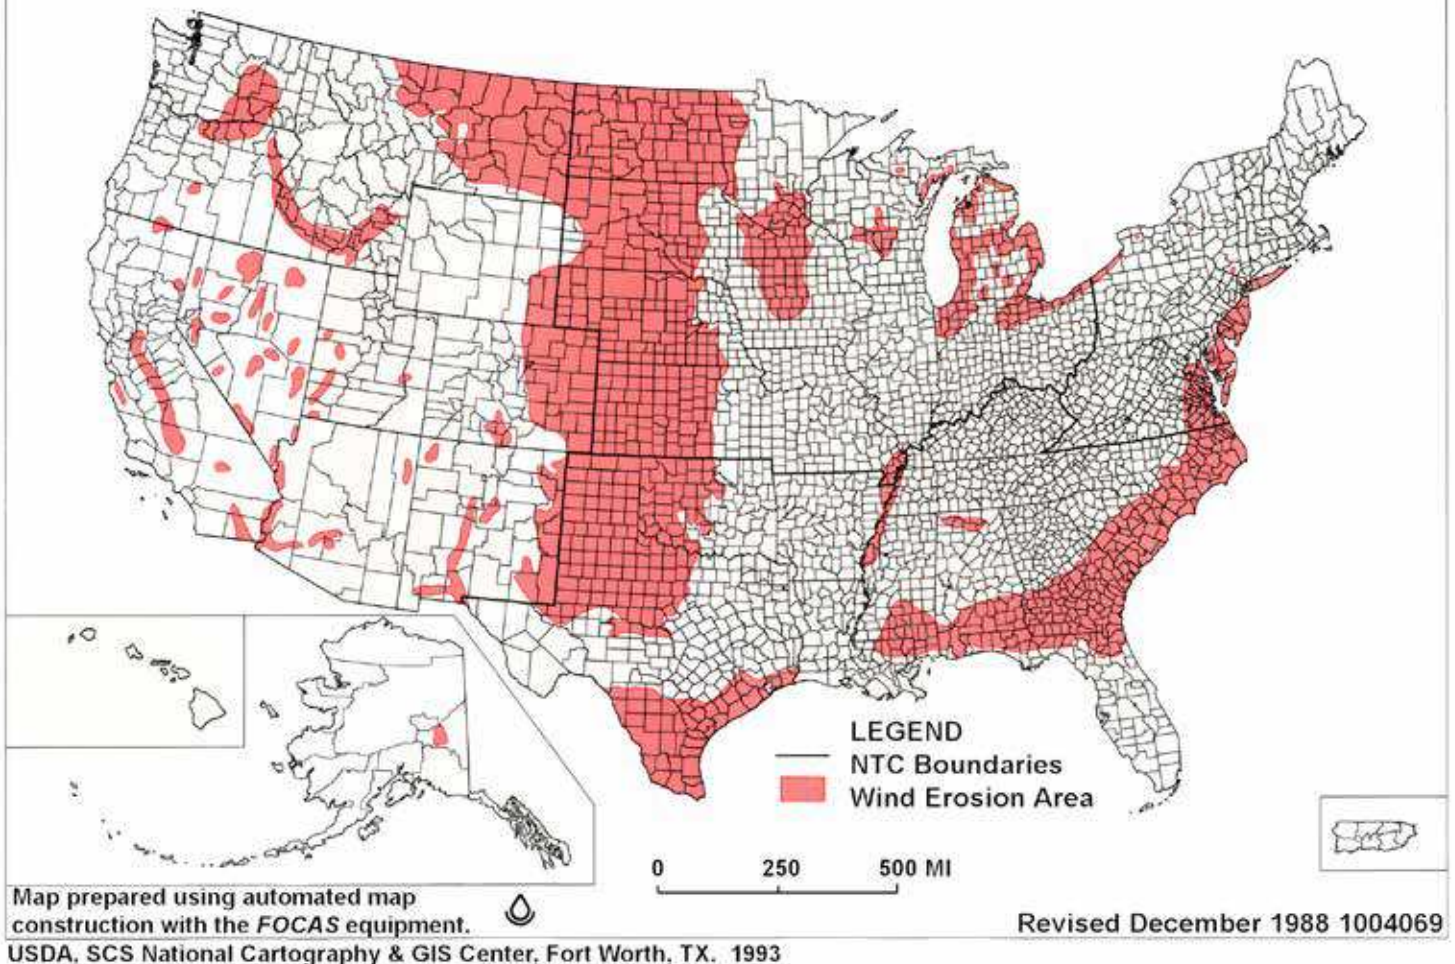 LEGEND
NTC Boundaries
Wind Erosion Area
0 250 500 MI
Map prepared using automated map
construction with the FOCAS equipment.
Revised December 1988 1004069
USDA, SCS National Cartography & GIS Center, Fort Worth, TX. 1993